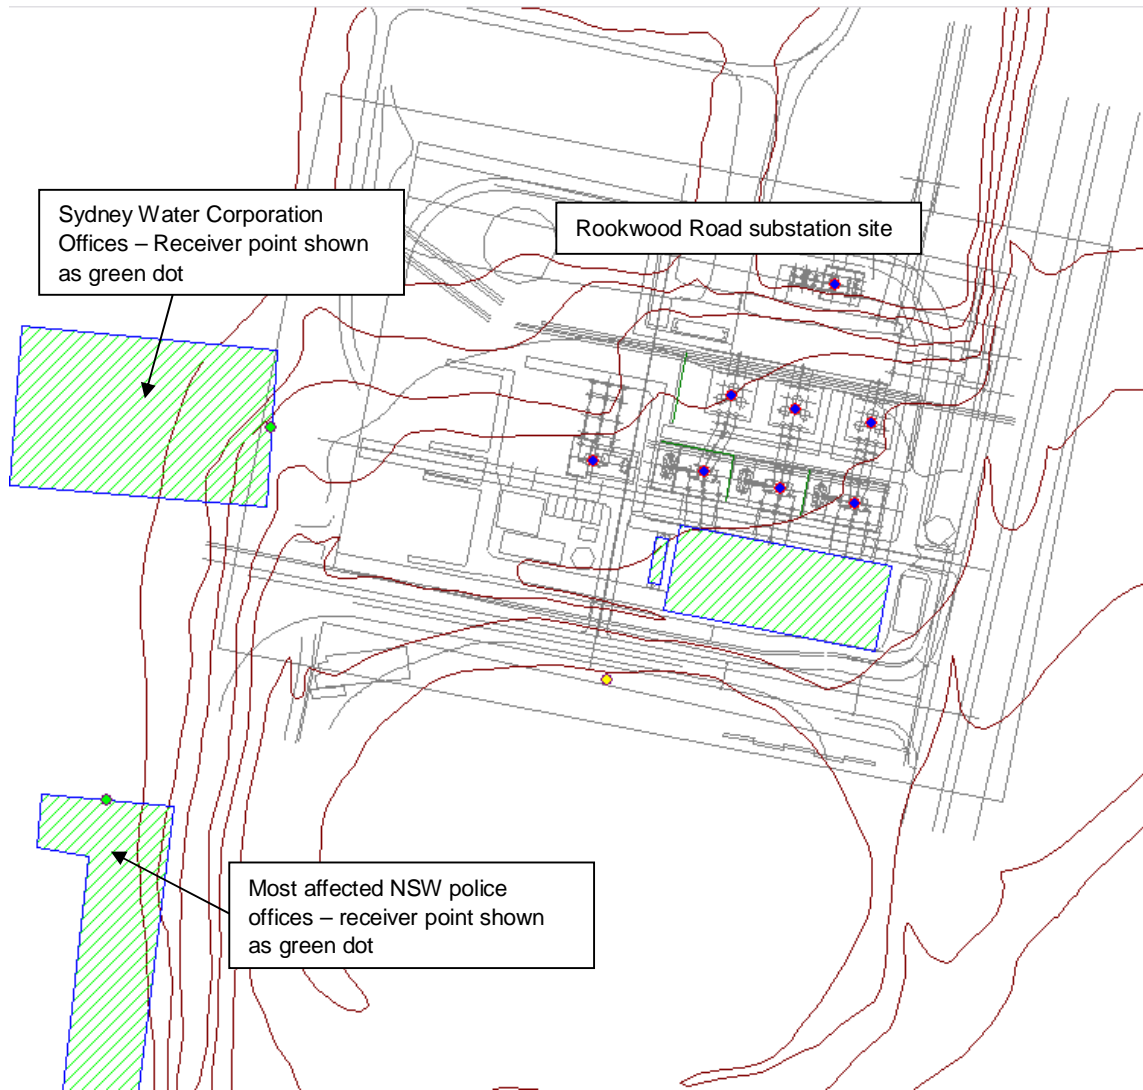 Sydney Water Corporation
Offices – Receiver point shown
as green dot
Rookwood Road substation site
Most affected NSW police
offices – receiver point shown
as green dot